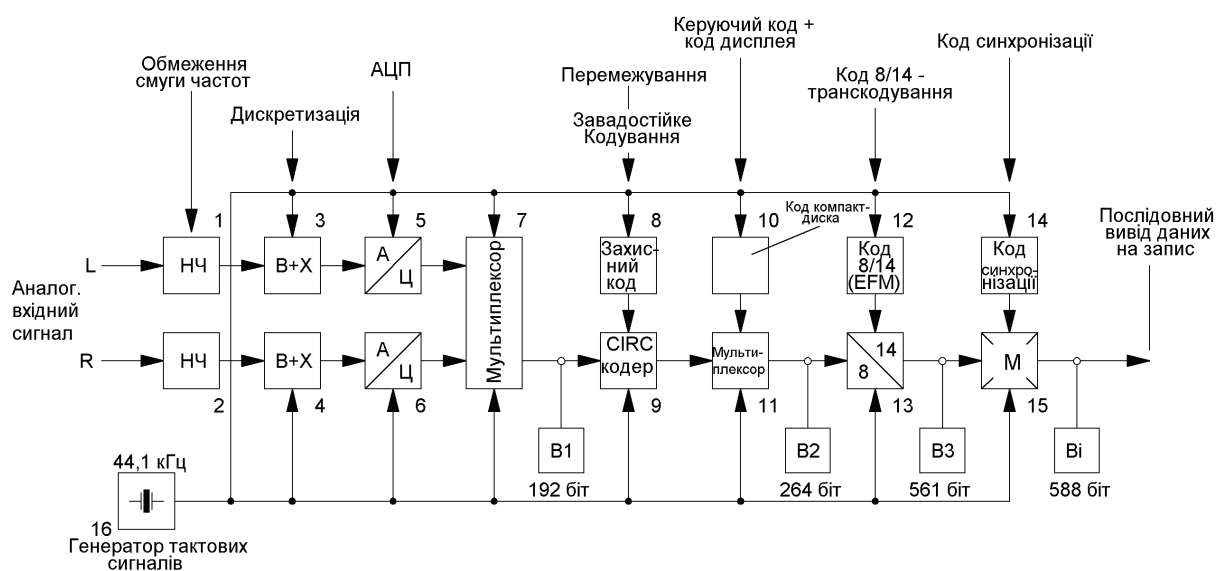 Обмеження
смуги частот
Дискретизація
АЦП
Перемежування
Завадостійке
Кодування
Керуючий код +
код дисплея
Код 8/14 -
транскодування
Код синхронізації
1
3
5
7
8
10
Код компакт-
диска
12
14
Послідовний
вивід даних
на запис
L
НЧ
В+Х
А
Ц
Мультиплексор
Захис-
ний
код
Код
8/14
(EFM)
Код
синхро-
нізації
Аналог.
вхідний
сигнал
R
НЧ
В+Х
А
Ц
CIRC
кодер
Мульти-
плексор
14
8
М
2
4
6
9
11
13
15
В1
В2
В3
Ві
192 біт
264 біт
561 біт
588 біт
44,1 кГц
16
Генератор тактових
сигналів